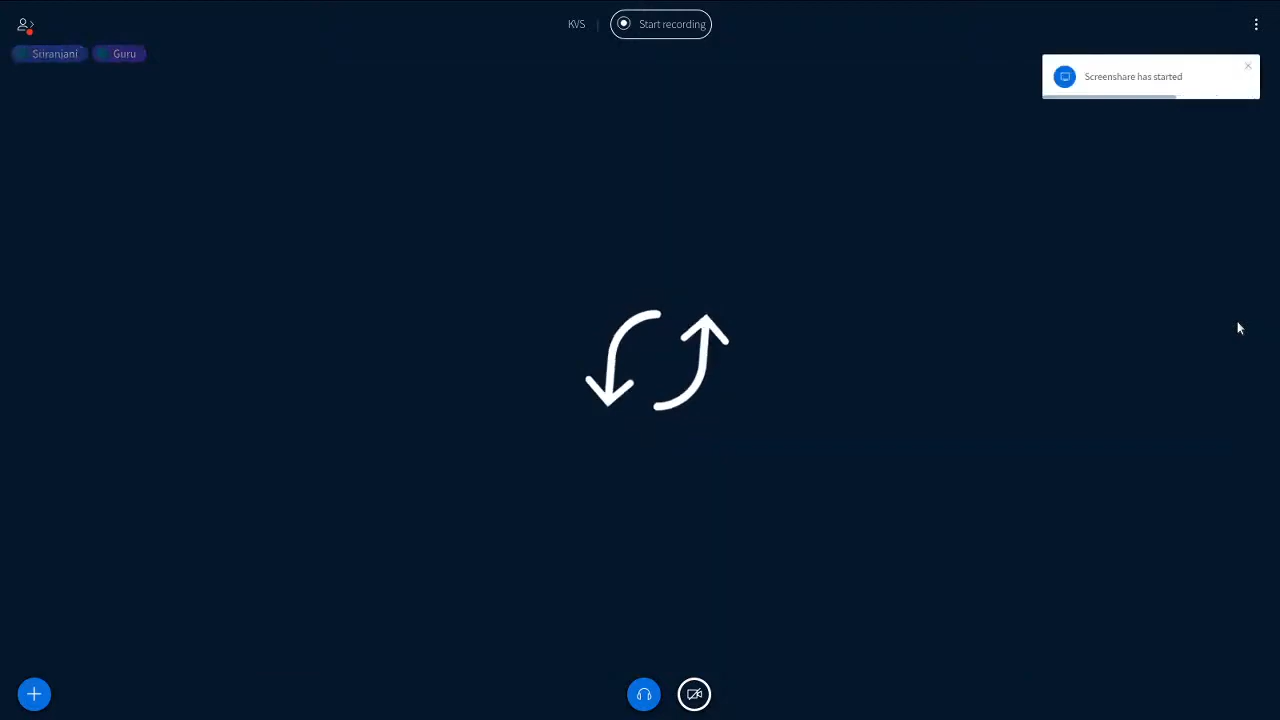 KVS
Start recording
Sriranjani
Guru
Screenshare has started